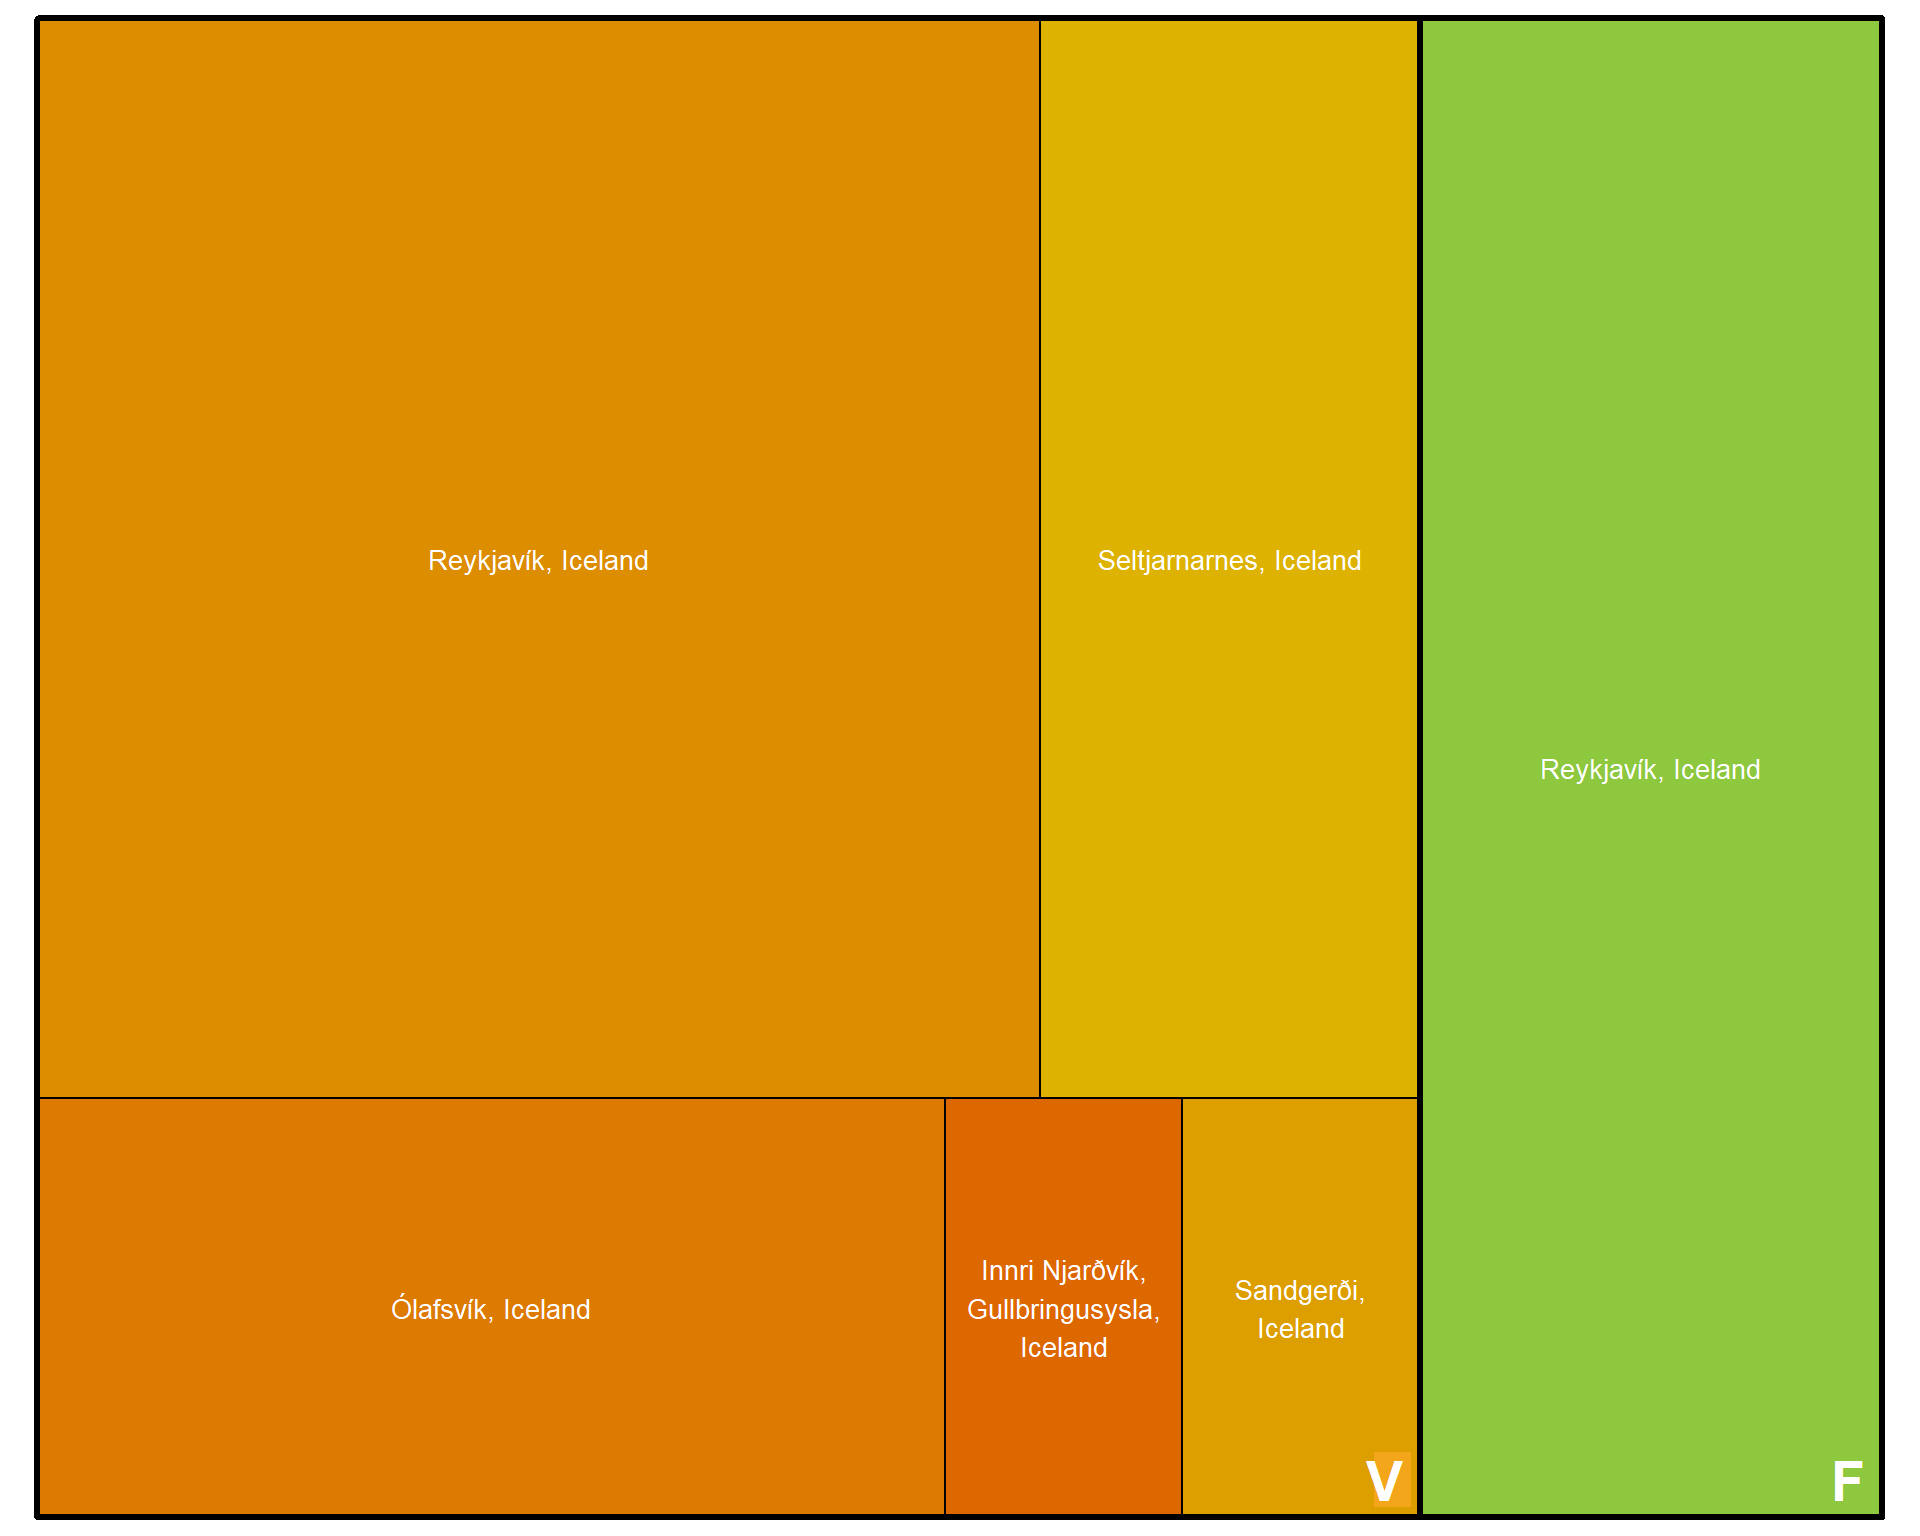 Reykjavík, Iceland
Seltjarnarnes, Iceland
Reykjavík, Iceland
Ólafsvík, Iceland
Innri Njarðvík,
Gullbringusysla,
Iceland
Sandgerði,
Iceland
V
F